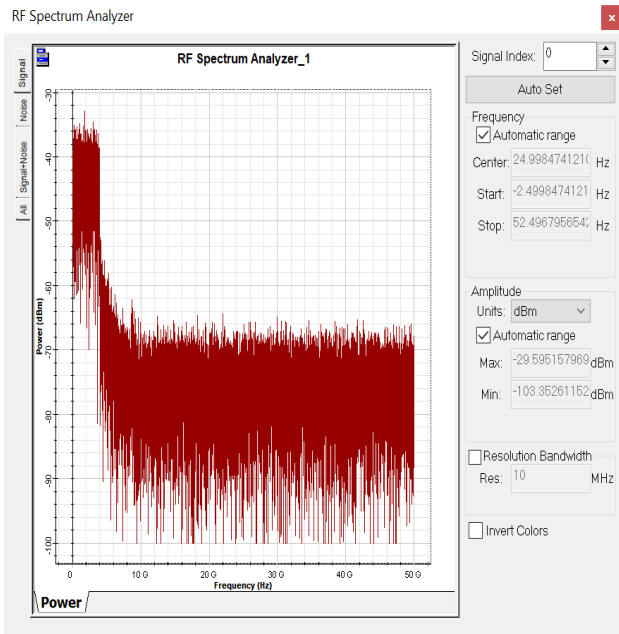 RF Spectrum Analyzer
x
RF Spectrum Analyzer_1
Signal
Noise
Signal+Noise
All
Power (dBm)
-30
-40
-50
-60
-70
-80
-90
-100
0 10 G 20 G 30 G 40 G 50 G
Frequency (Hz)
Power
Signal Index: 0
Auto Set
Frequency
Automatic range
Center: 24.9984741210 Hz
Start: -2.4998474121 Hz
Stop: 52.4967956542 Hz
Amplitude
Units: dBm
Automatic range
Max: -29.595157969 dBm
Min: -103.35261152 dBm
Resolution Bandwidth
Res: 10 MHz
Invert Colors